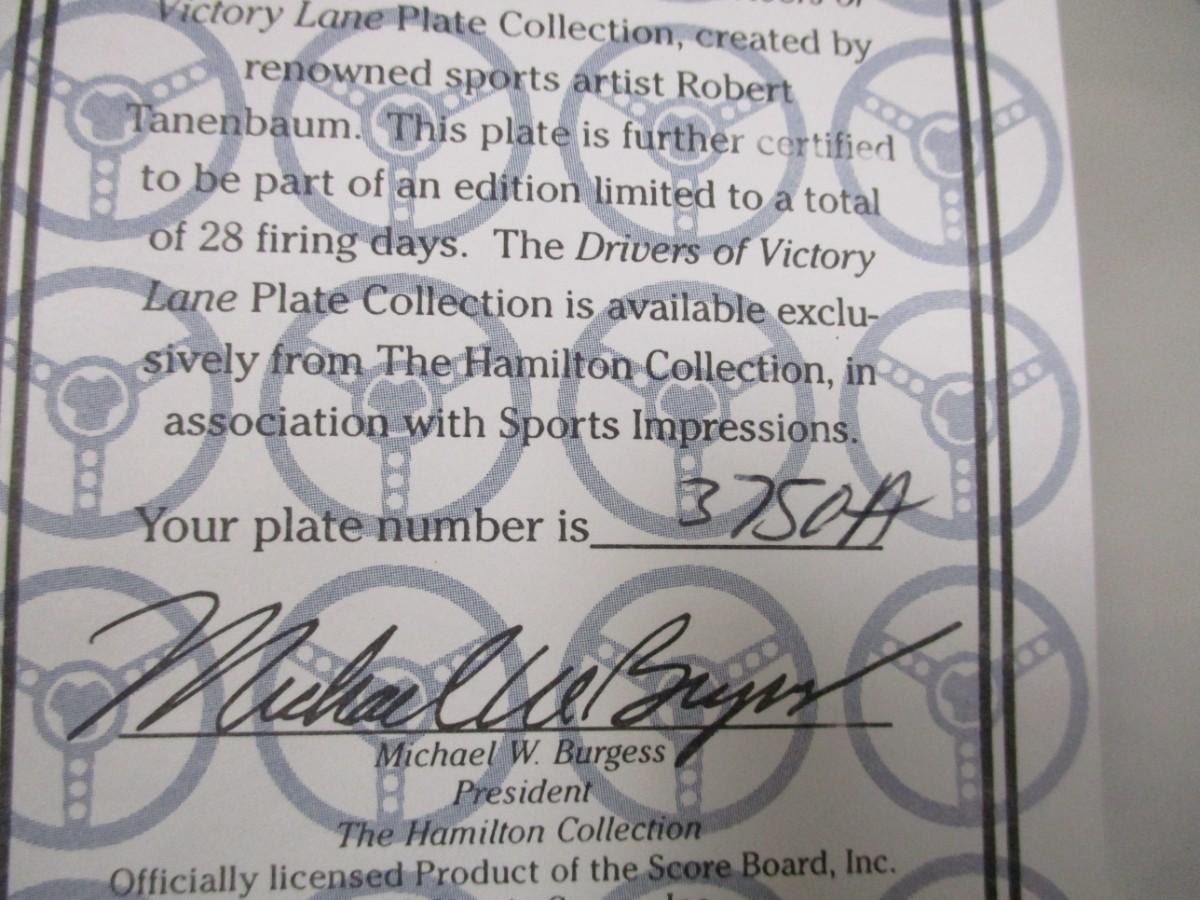 Victory Lane Plate Collection, created by
renowned sports artist Robert
Tanenbaum. This plate is further certified
to be part of an edition limited to a total
of 28 firing days. The Drivers of Victory
Lane Plate Collection is available exclu-
sively from The Hamilton Collection, in
association with Sports Impressions.
Your plate number is 3750A
Michael W. Burgess
Michael W. Burgess
President
The Hamilton Collection
Officially licensed Product of the Score Board, Inc.